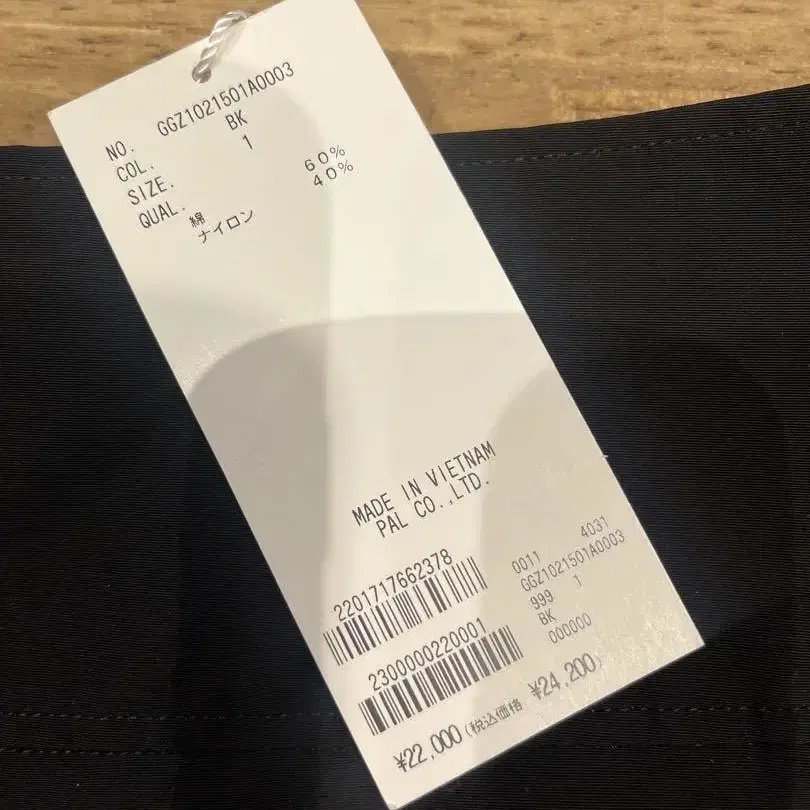 NO. GGZ1021501A0003
COL. BK
SIZE. 1
QUAL. 綿 60%
ナイロン 40%
MADE IN VIETNAM
PAL CO.,LTD.
2201717662378
2300000220001
0011 4031
GGZ1021501A0003
999 1
BK
000000
¥22,000(税込価格 ¥24,200)